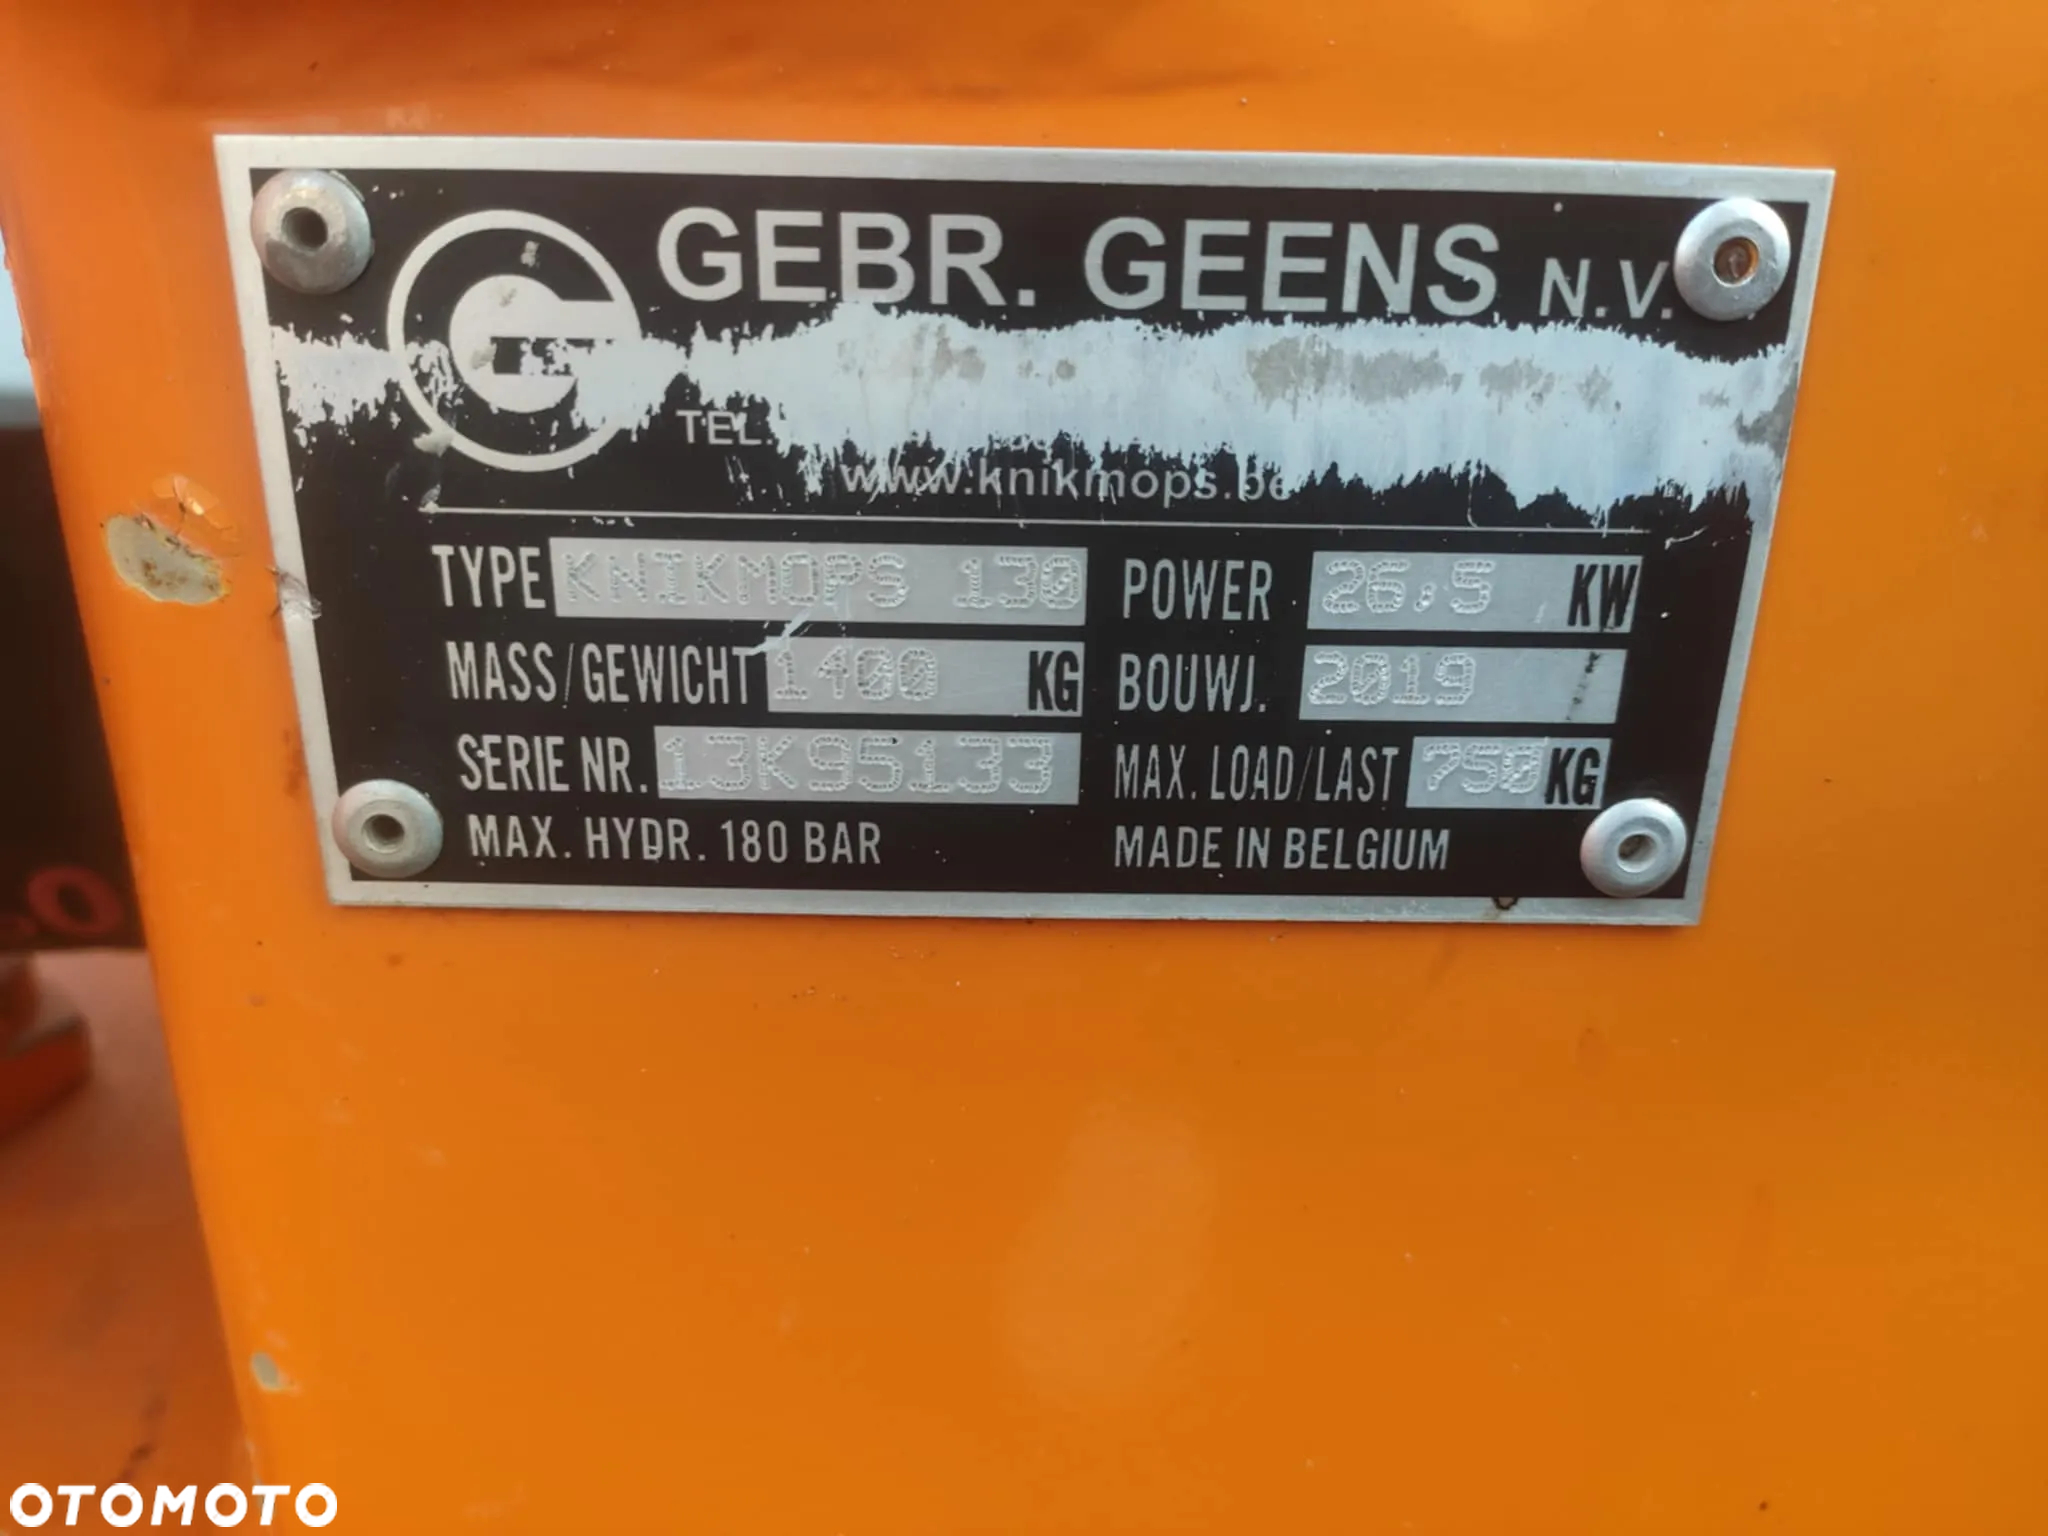 GEBR. GEENS N.V.
TEL.
www.knikmops.be
TYPE KNIKMOPS 130 POWER 26,5 KW
MASS/GEWICHT 1400 KG BOUWJ. 2019
SERIE NR. 13K95133 MAX. LOAD/LAST 750 KG
MAX. HYDR. 180 BAR MADE IN BELGIUM
OTOMOTO